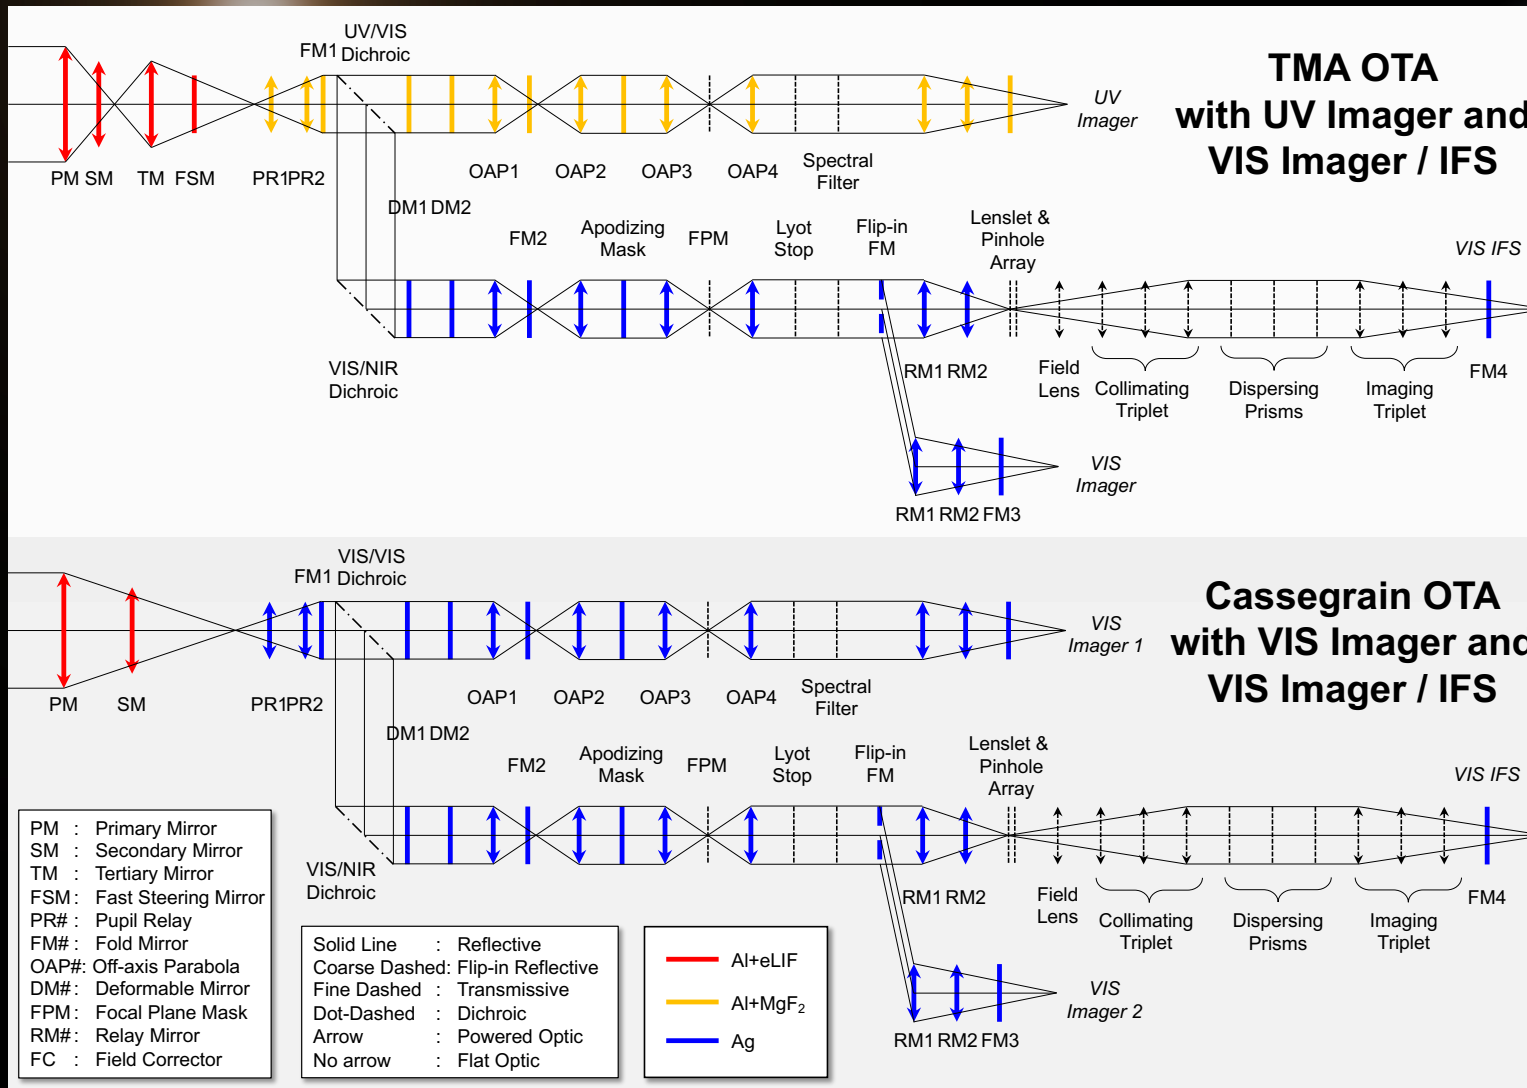 UV/VIS
FM1 Dichroic
TMA OTA
with UV Imager and
VIS Imager / IFS
UV
Imager
PM SM TM FSM PR1PR2
OAP1 OAP2 OAP3 OAP4
Spectral
Filter
DM1 DM2
FM2
Apodizing
Mask
FPM
Lyot
Stop
Flip-in
FM
Lenslet &
Pinhole
Array
VIS IFS
VIS/NIR
Dichroic
RM1 RM2
Field
Lens
Collimating
Triplet
Dispersing
Prisms
Imaging
Triplet
FM4
VIS
Imager
RM1 RM2 FM3
VIS/VIS
FM1 Dichroic
Cassegrain OTA
with VIS Imager and
VIS Imager / IFS
VIS
Imager 1
PM SM PR1PR2
OAP1 OAP2 OAP3 OAP4
Spectral
Filter
DM1 DM2
FM2
Apodizing
Mask
FPM
Lyot
Stop
Flip-in
FM
Lenslet &
Pinhole
Array
VIS IFS
VIS/NIR
Dichroic
RM1 RM2
Field
Lens
Collimating
Triplet
Dispersing
Prisms
Imaging
Triplet
FM4
VIS
Imager 2
RM1 RM2 FM3
PM : Primary Mirror
SM : Secondary Mirror
TM : Tertiary Mirror
FSM : Fast Steering Mirror
PR# : Pupil Relay
FM# : Fold Mirror
OAP#: Off-axis Parabola
DM# : Deformable Mirror
FPM : Focal Plane Mask
RM# : Relay Mirror
FC : Field Corrector
Solid Line : Reflective
Coarse Dashed: Flip-in Reflective
Fine Dashed : Transmissive
Dot-Dashed : Dichroic
Arrow : Powered Optic
No arrow : Flat Optic
Al+eLIF
Al+MgF₂
Ag